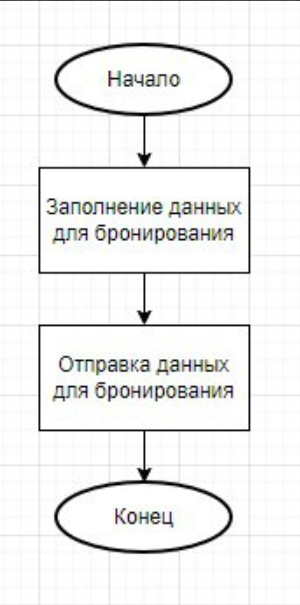 Начало
Заполнение данных
для бронирования
Отправка данных
для бронирования
Конец